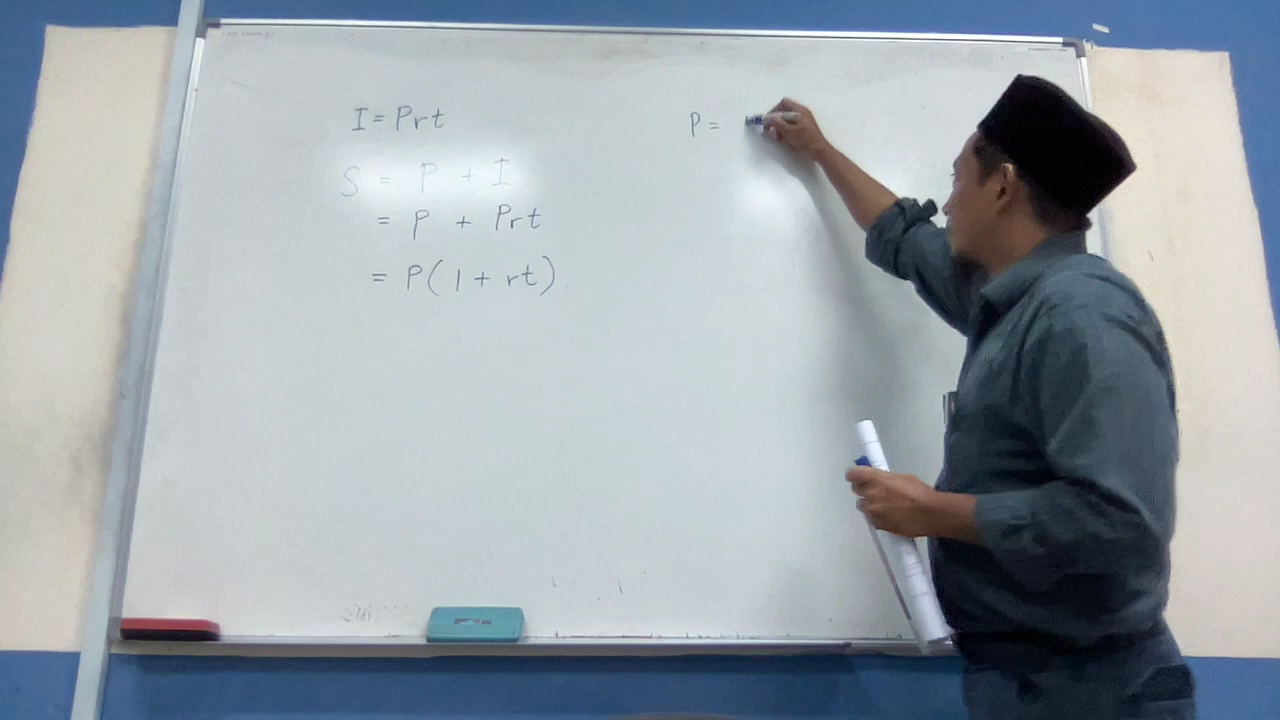 I = Prt
S = P + I
= P + Prt
= P(1 + rt)
P =